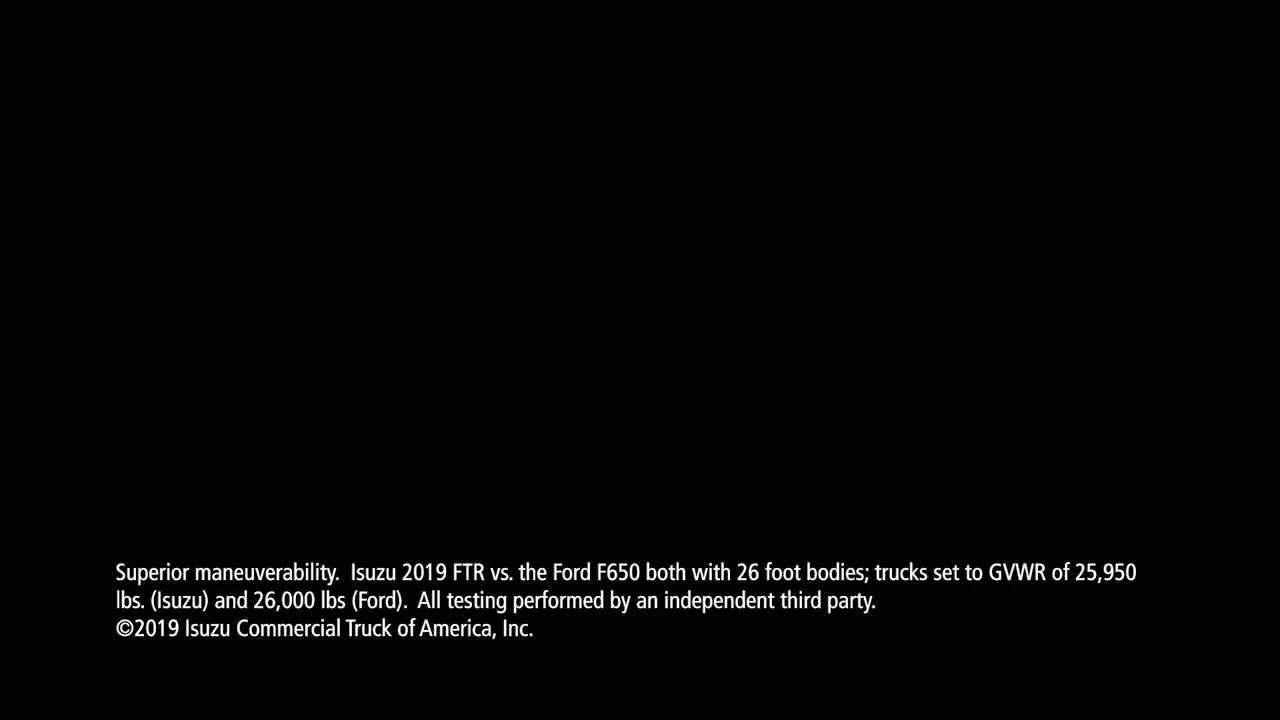 Superior maneuverability.  Isuzu 2019 FTR vs. the Ford F650 both with 26 foot bodies; trucks set to GVWR of 25,950
lbs. (Isuzu) and 26,000 lbs (Ford).  All testing performed by an independent third party.
©2019 Isuzu Commercial Truck of America, Inc.